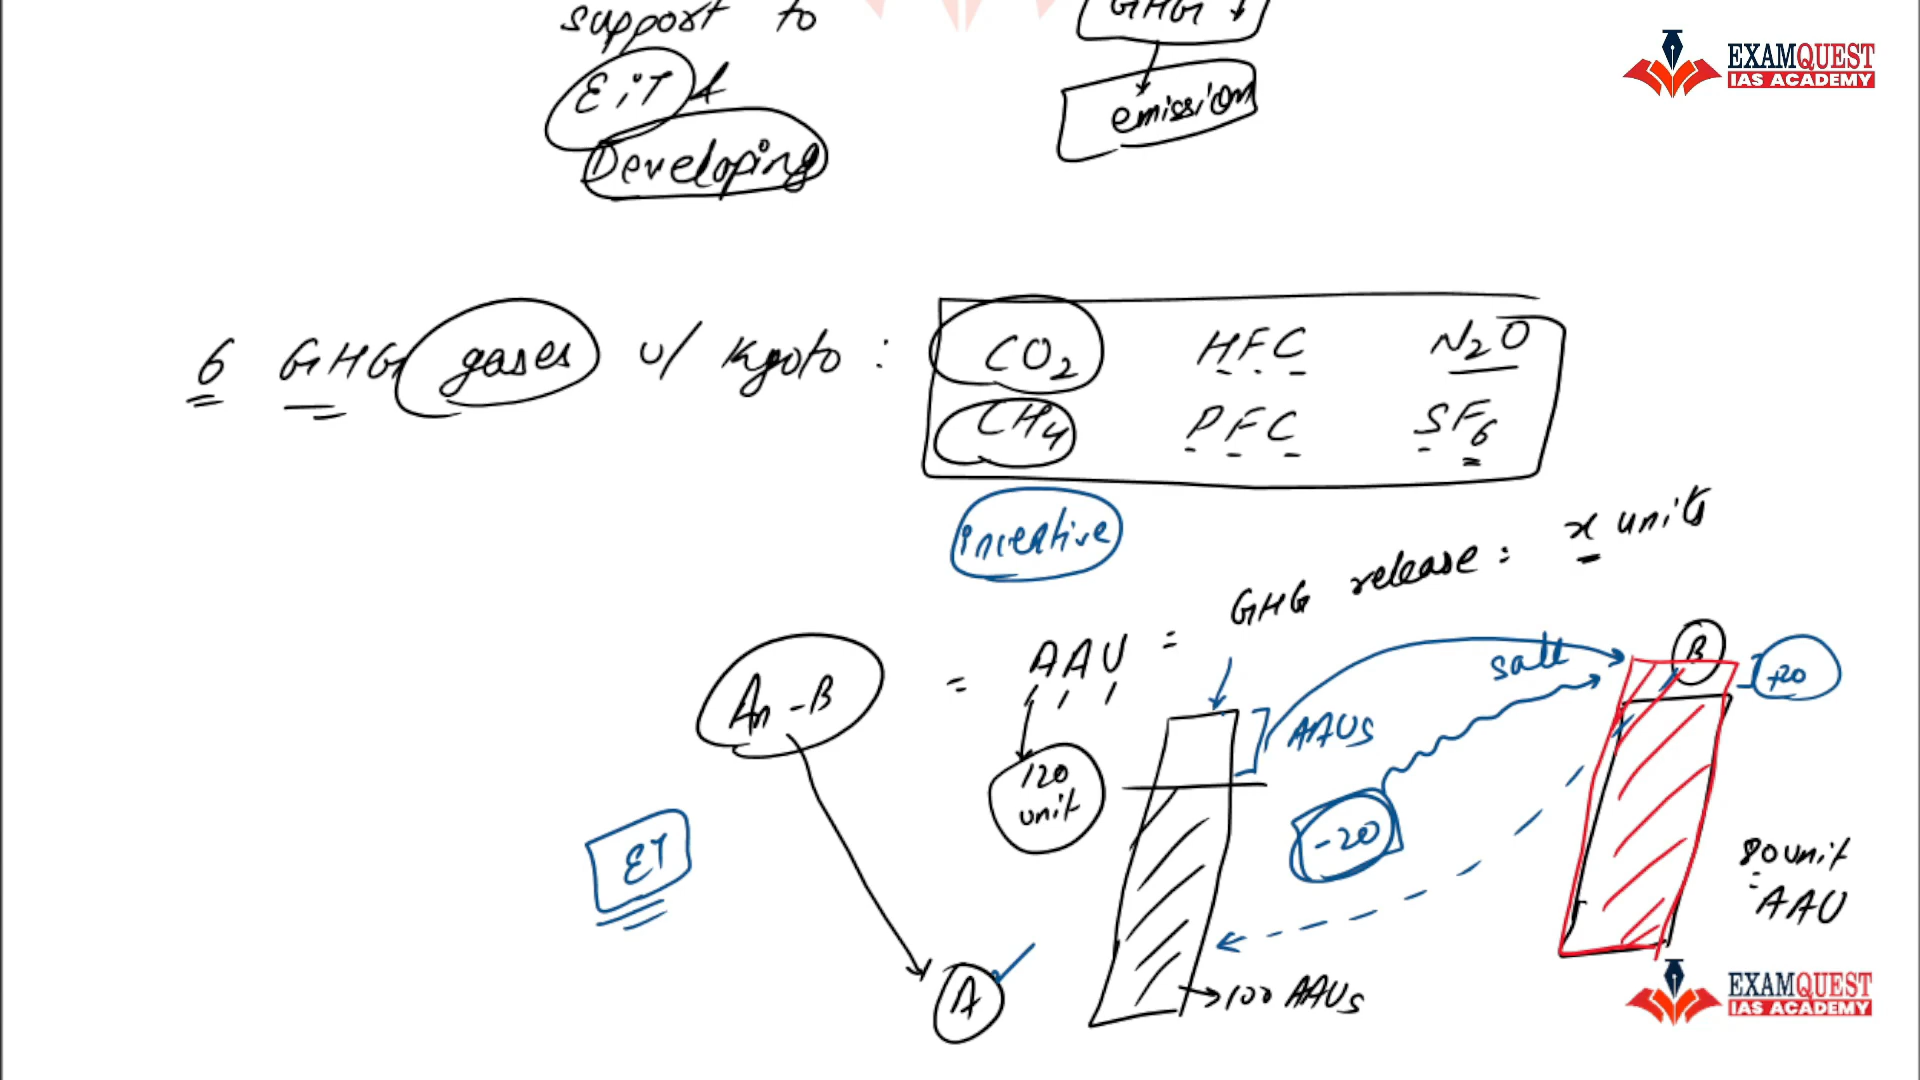 support to
GHG ↓
EXAMQUEST
IAS ACADEMY
EiT &
emission
Developing
6 GHG gases u/ Kyoto : CO2 HFC N2O
CH4 PFC SF6
incentive
GHG release : x units
An-B = AAU =
sale
B
+20
AAUs
120
unit
-20
ET
80 unit
AAU
A
→100 AAUs
EXAMQUEST
IAS ACADEMY